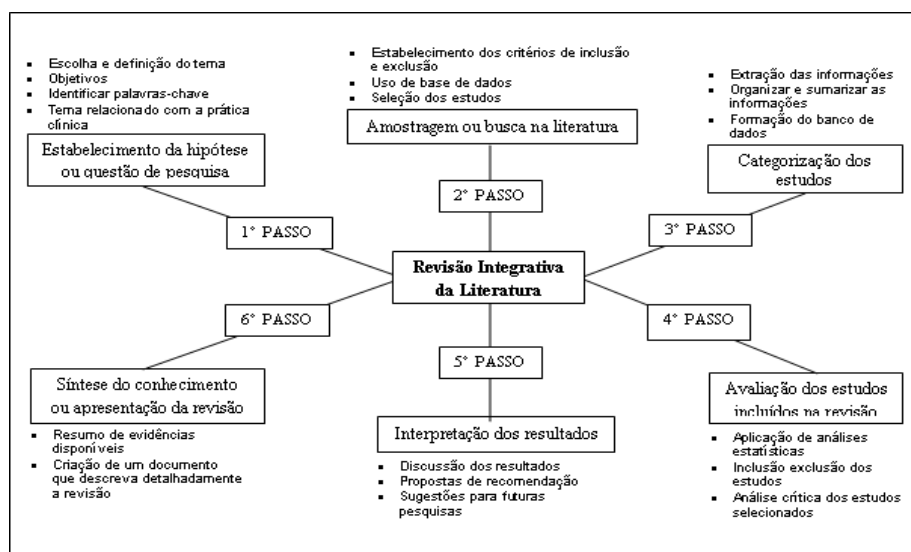 ▪ Escolha e definição do tema
▪ Objetivos
▪ Identificar palavras-chave
▪ Tema relacionado com a prática
clínica
Estabelecimento da hipótese
ou questão de pesquisa
1° PASSO
▪ Estabelecimento dos critérios de inclusão
e exclusão
▪ Uso de base de dados
▪ Seleção dos estudos
Amostragem ou busca na literatura
2° PASSO
▪ Extração das informações
▪ Organizar e sumarizar as
informações
▪ Formação do banco de
dados
Categorização dos
estudos
3° PASSO
Revisão Integrativa
da Literatura
6° PASSO
Síntese do conhecimento
ou apresentação da revisão
▪ Resumo de evidências
disponíveis
▪ Criação de um documento
que descreva detalhadamente
a revisão
5° PASSO
Interpretação dos resultados
▪ Discussão dos resultados
▪ Propostas de recomendação
▪ Sugestões para futuras
pesquisas
4° PASSO
Avaliação dos estudos
incluídos na revisão
▪ Aplicação de análises
estatísticas
▪ Inclusão exclusão dos
estudos
▪ Análise crítica dos estudos
selecionados